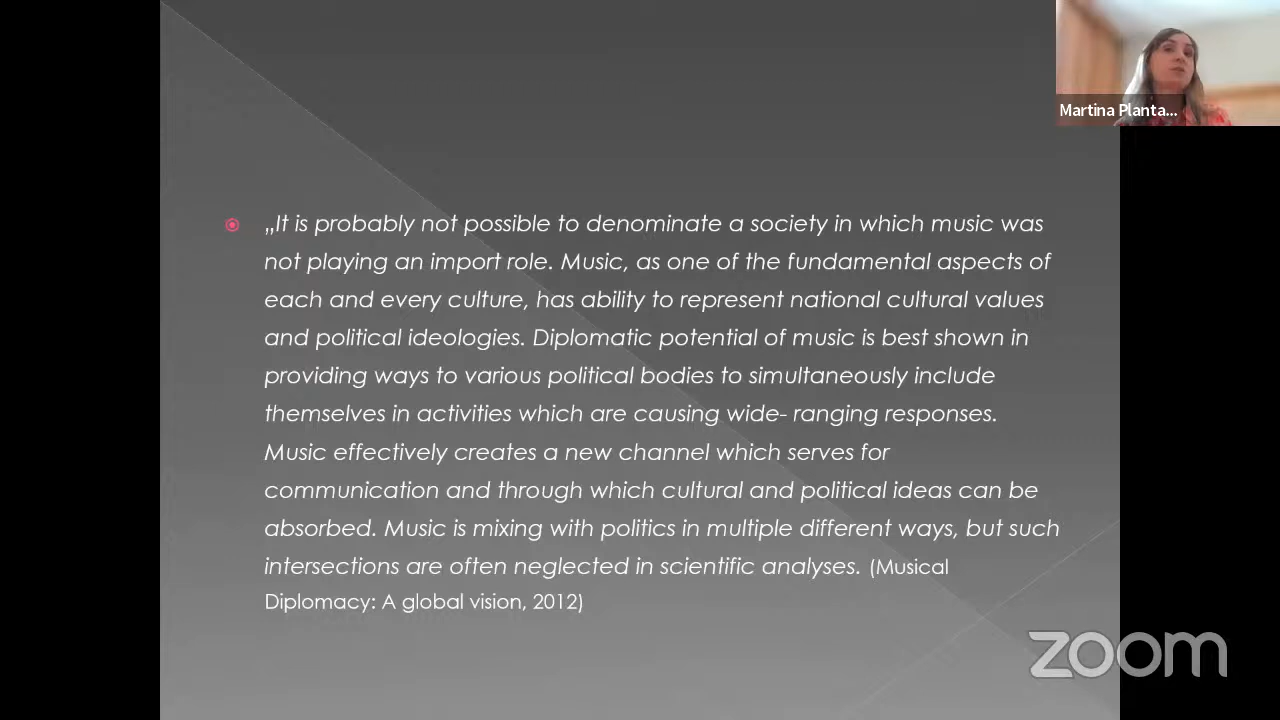 Martina Planta...
„It is probably not possible to denominate a society in which music was
not playing an import role. Music, as one of the fundamental aspects of
each and every culture, has ability to represent national cultural values
and political ideologies. Diplomatic potential of music is best shown in
providing ways to various political bodies to simultaneously include
themselves in activities which are causing wide- ranging responses.
Music effectively creates a new channel which serves for
communication and through which cultural and political ideas can be
absorbed. Music is mixing with politics in multiple different ways, but such
intersections are often neglected in scientific analyses. (Musical
Diplomacy: A global vision, 2012)
zoom